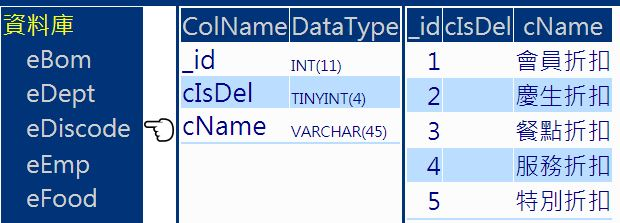 資料庫
eBom
eDept
eDiscode
eEmp
eFood
ColName DataType
_id INT(11)
cIsDel TINYINT(4)
cName VARCHAR(45)
_id cIsDel cName
1 會員折扣
2 慶生折扣
3 餐點折扣
4 服務折扣
5 特別折扣